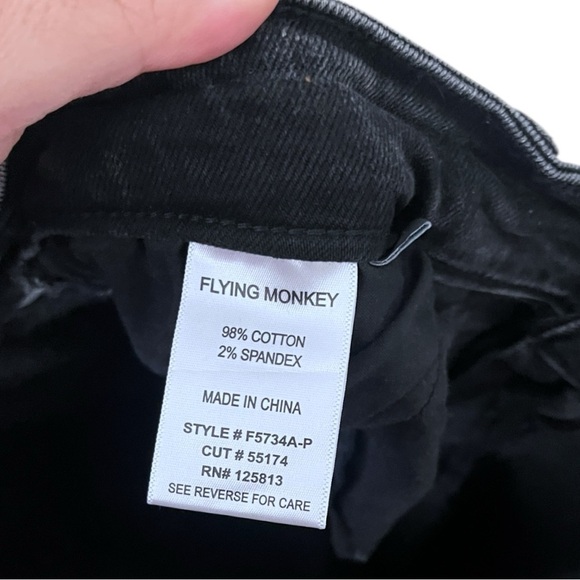 FLYING MONKEY
98% COTTON
2% SPANDEX
MADE IN CHINA
STYLE # F5734A-P
CUT # 55174
RN# 125813
SEE REVERSE FOR CARE